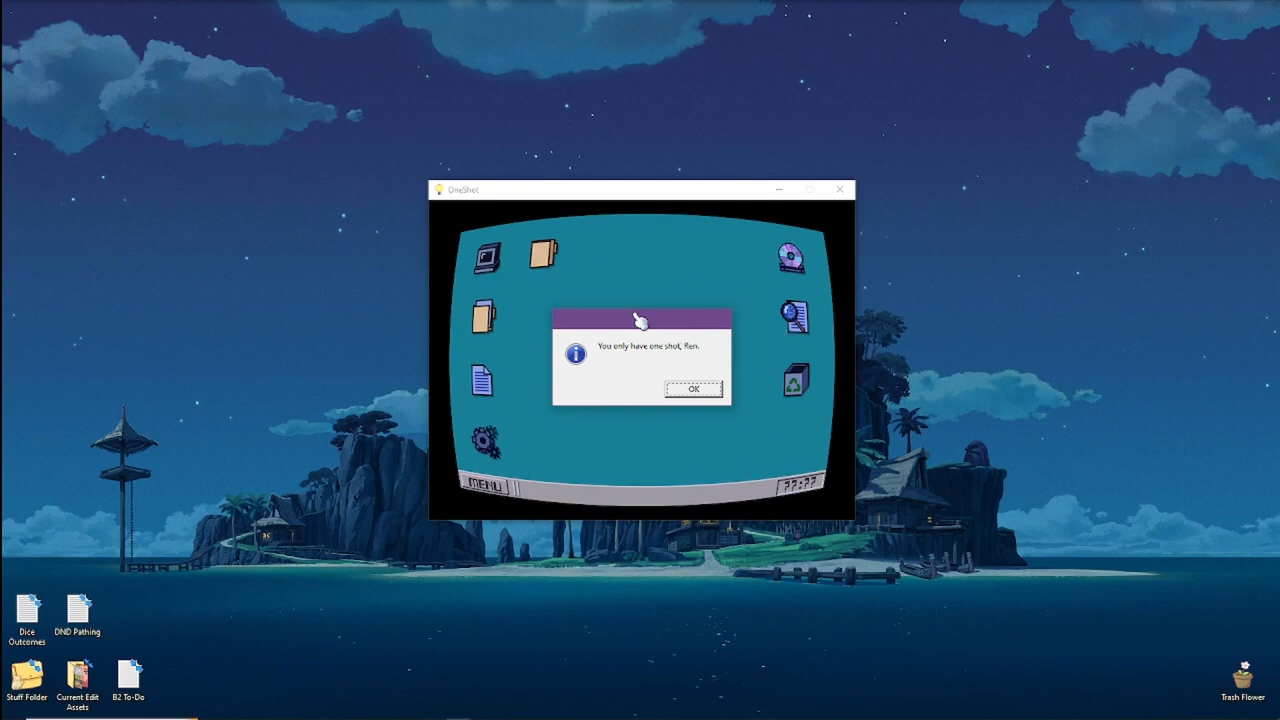 OneShot
You only have one shot, Ren.
OK
MENU
??:??
Dice
Outcomes
DND Pathing
Stuff Folder
Current Edit
Assets
B2 To-Do
Trash Flower